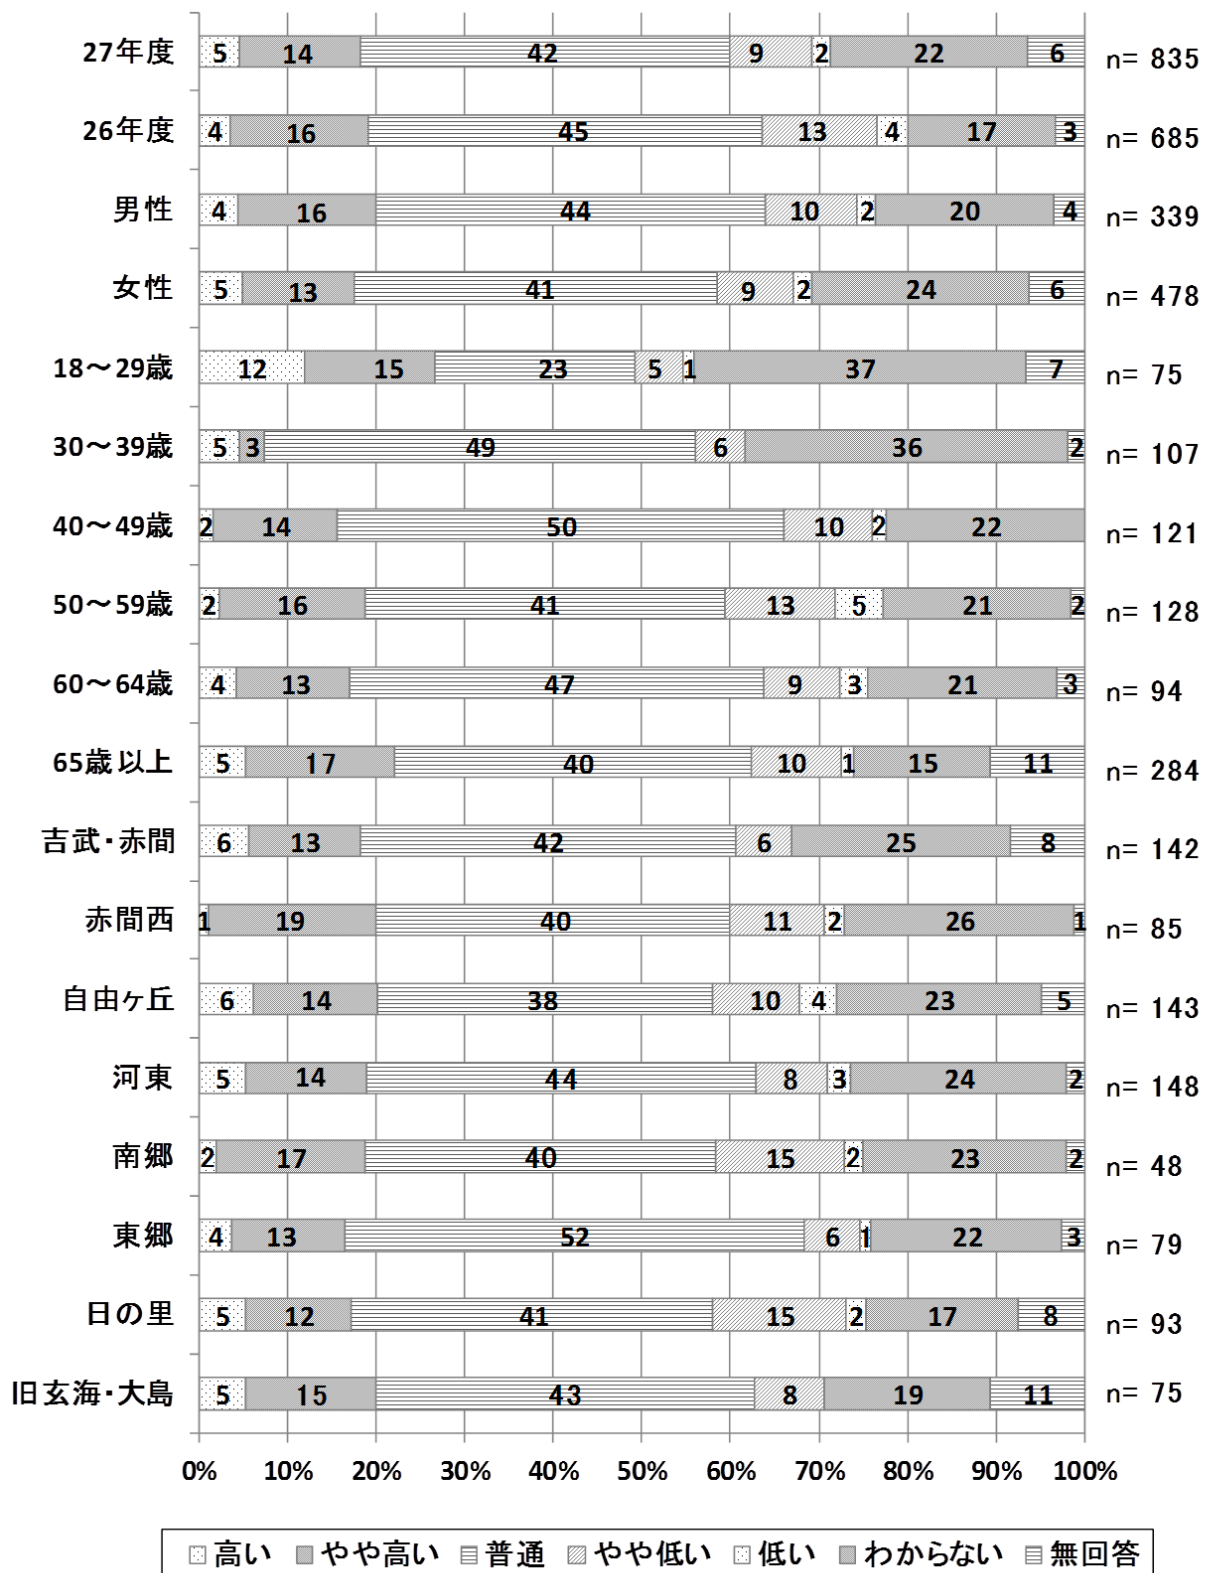 27年度 5 14 42 9 2 22 6 n= 835
26年度 4 16 45 13 4 17 3 n= 685
男性 4 16 44 10 2 20 4 n= 339
女性 5 13 41 9 2 24 6 n= 478
18～29歳 12 15 23 5 1 37 7 n= 75
30～39歳 5 3 49 6 36 2 n= 107
40～49歳 2 14 50 10 2 22 n= 121
50～59歳 2 16 41 13 5 21 2 n= 128
60～64歳 4 13 47 9 3 21 3 n= 94
65歳以上 5 17 40 10 1 15 11 n= 284
吉武・赤間 6 13 42 6 25 8 n= 142
赤間西 1 19 40 11 2 26 1 n= 85
自由ヶ丘 6 14 38 10 4 23 5 n= 143
河東 5 14 44 8 3 24 2 n= 148
南郷 2 17 40 15 2 23 2 n= 48
東郷 4 13 52 6 1 22 3 n= 79
日の里 5 12 41 15 2 17 8 n= 93
旧玄海・大島 5 15 43 8 19 11 n= 75
0% 10% 20% 30% 40% 50% 60% 70% 80% 90% 100%
高い やや高い 普通 やや低い 低い わからない 無回答